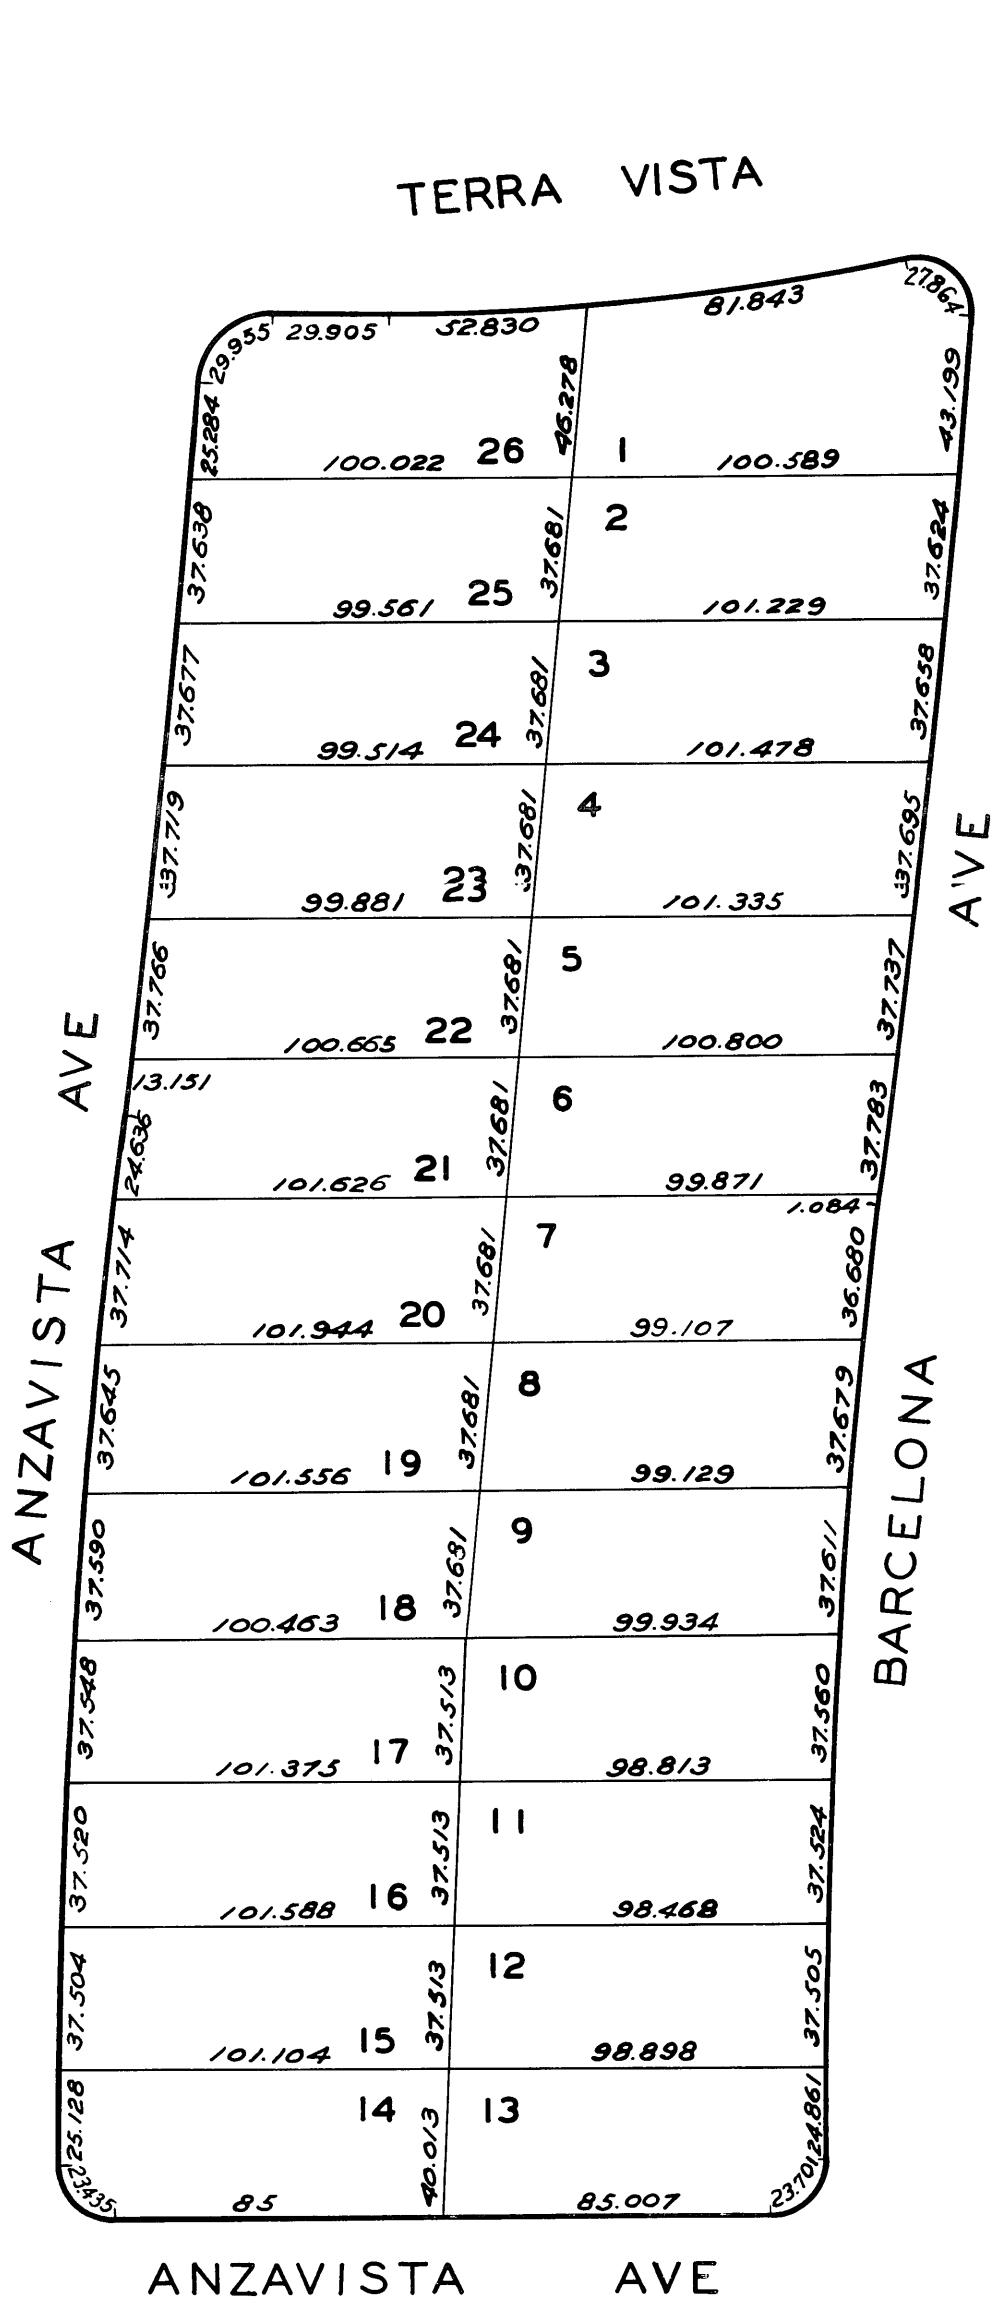 TERRA VISTA
27.864
81.843
29.955 29.905 52.830
25.284 46.278 43.199
100.022 26 1 100.589
37.638 37.681 2 37.624
99.561 25 101.229
37.677 37.681 3 37.658
99.514 24 101.478
37.719 37.681 4 37.695
99.881 23 101.335
37.766 37.681 5 37.737
100.665 22 100.800
13.151
24.636 37.681 6 37.783
101.626 21 99.871
1.084
37.714 37.681 7 36.680
101.944 20 99.107
37.645 37.681 8 37.679
101.556 19 99.129
37.590 37.681 9 37.611
100.463 18 99.934
37.548 37.513 10 37.560
101.375 17 98.813
37.520 37.513 11 37.524
101.588 16 98.468
37.504 37.513 12 37.505
101.104 15 98.898
25.128 14 40.013 13 24.861
23.435 85 85.007 23.701
ANZAVISTA AVE
BARCELONA AVE
ANZAVISTA AVE